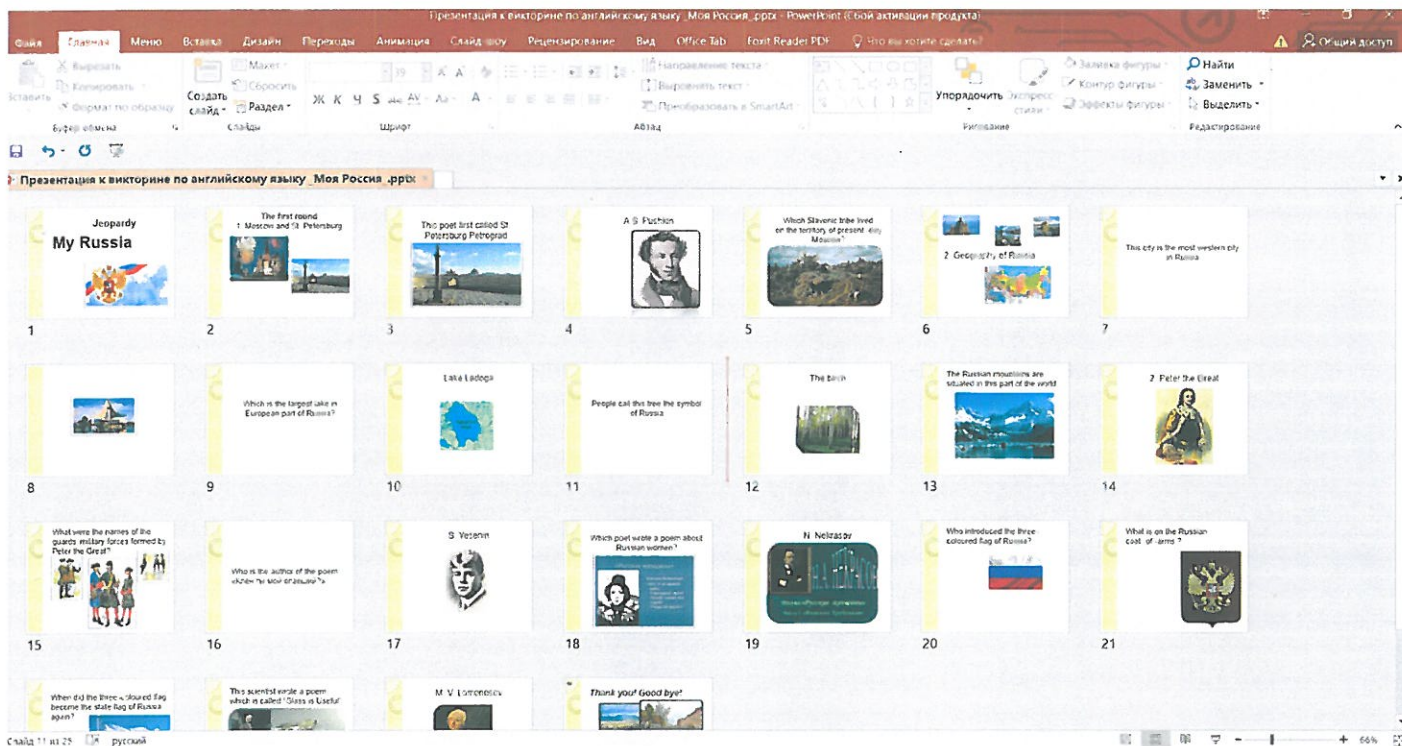 Презентация к викторине по английскому языку _Моя Россия_.pptx - PowerPoint (Сбой активации продукта)
Файл Главная Меню Вставка Дизайн Переходы Анимация Слайд-шоу Рецензирование Вид Office Tab Foxit Reader PDF Что вы хотите сделать? Общий доступ
Вставить
Вырезать
Копировать
Формат по образцу
Буфер обмена
Создать слайд
Макет
Сбросить
Раздел
Слайды
19
Ж К Ч S abc AV Aa A
Шрифт
Направление текста
Выровнять текст
Преобразовать в SmartArt
Абзац
Упорядочить
Экспресс-стили
Заливка фигуры
Контур фигуры
Эффекты фигуры
Рисование
Найти
Заменить
Выделить
Редактирование
Презентация к викторине по английскому языку _Моя Россия_.pptx
Jeopardy
My Russia
1
The first round
1. Moscow and St. Petersburg
2
This poet first called St.
Petersburg Petrograd
3
A.S. Pushkin
4
Which Slavonic tribe lived
on the territory of present-day
Moscow?
5
2. Geography of Russia
6
This city is the most western city
in Russia
7
8
Which is the largest lake in
European part of Russia?
9
Lake Ladoga
10
People call this tree the symbol
of Russia
11
The birch
12
The Russian mountains are
situated in this part of the world
13
2. Peter the Great
14
What were the names of the
guards military forces formed by
Peter the Great?
15
Who is the author of the poem
«Клен ты мой опавший?»
16
S. Yesenin
17
Which poet wrote a poem about
Russian women?
18
N. Nekrasov
19
Who introduced the three
coloured flag of Russia?
20
What is on the Russian
coat-of-arms ?
21
When did the three coloured flag
become the state flag of Russia
again?
This scientist wrote a poem
which is called "Glass is Useful"
M. V. Lomonosov
Thank you! Good bye!
Слайд 11 из 25 русский
66%